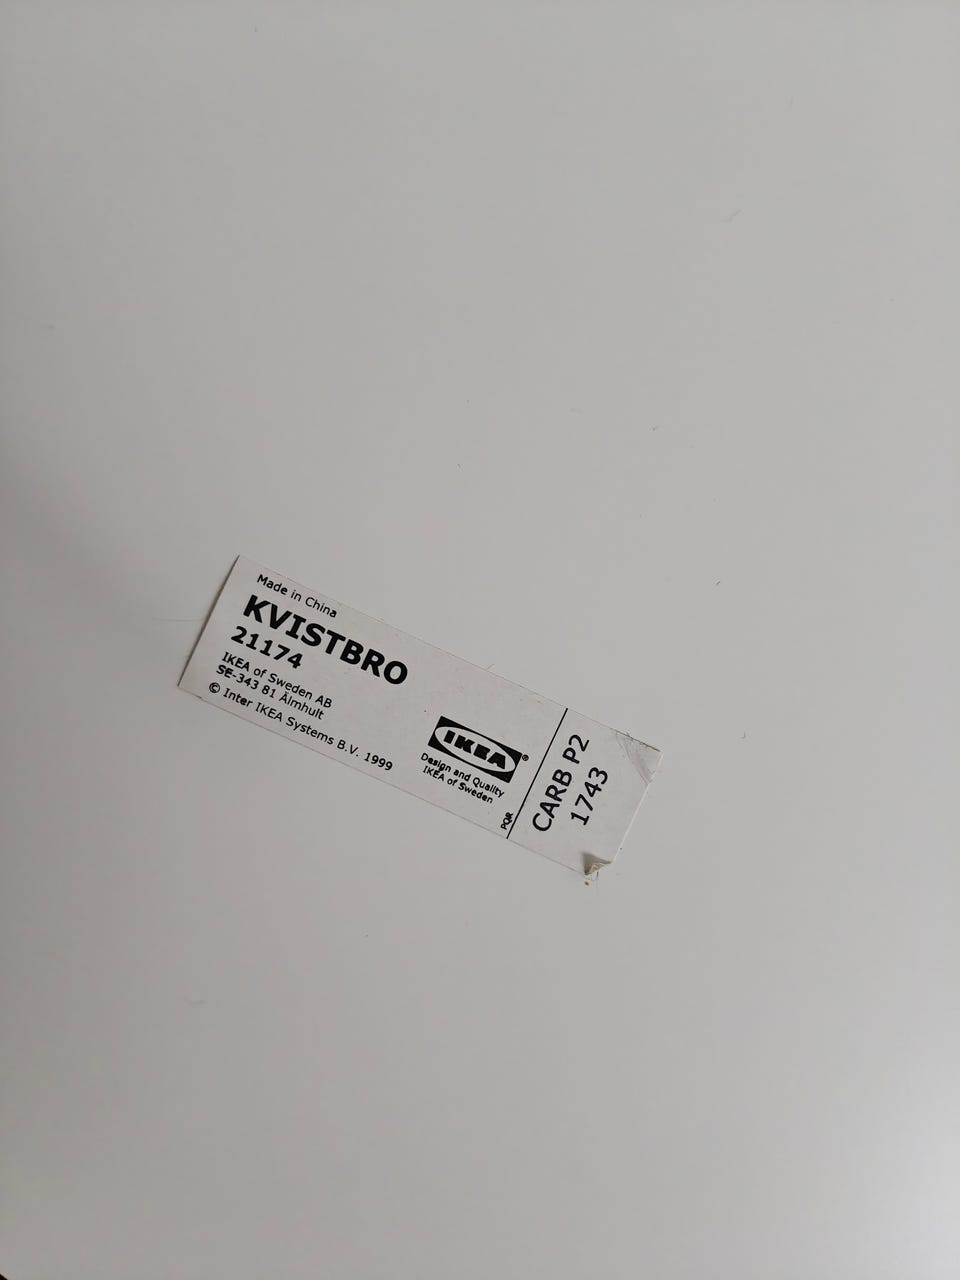 Made in China
KVISTBRO
21174
IKEA of Sweden AB
SE-343 81 Älmhult
© Inter IKEA Systems B.V. 1999
IKEA®
Design and Quality
IKEA of Sweden
PQR
CARB P2
1743